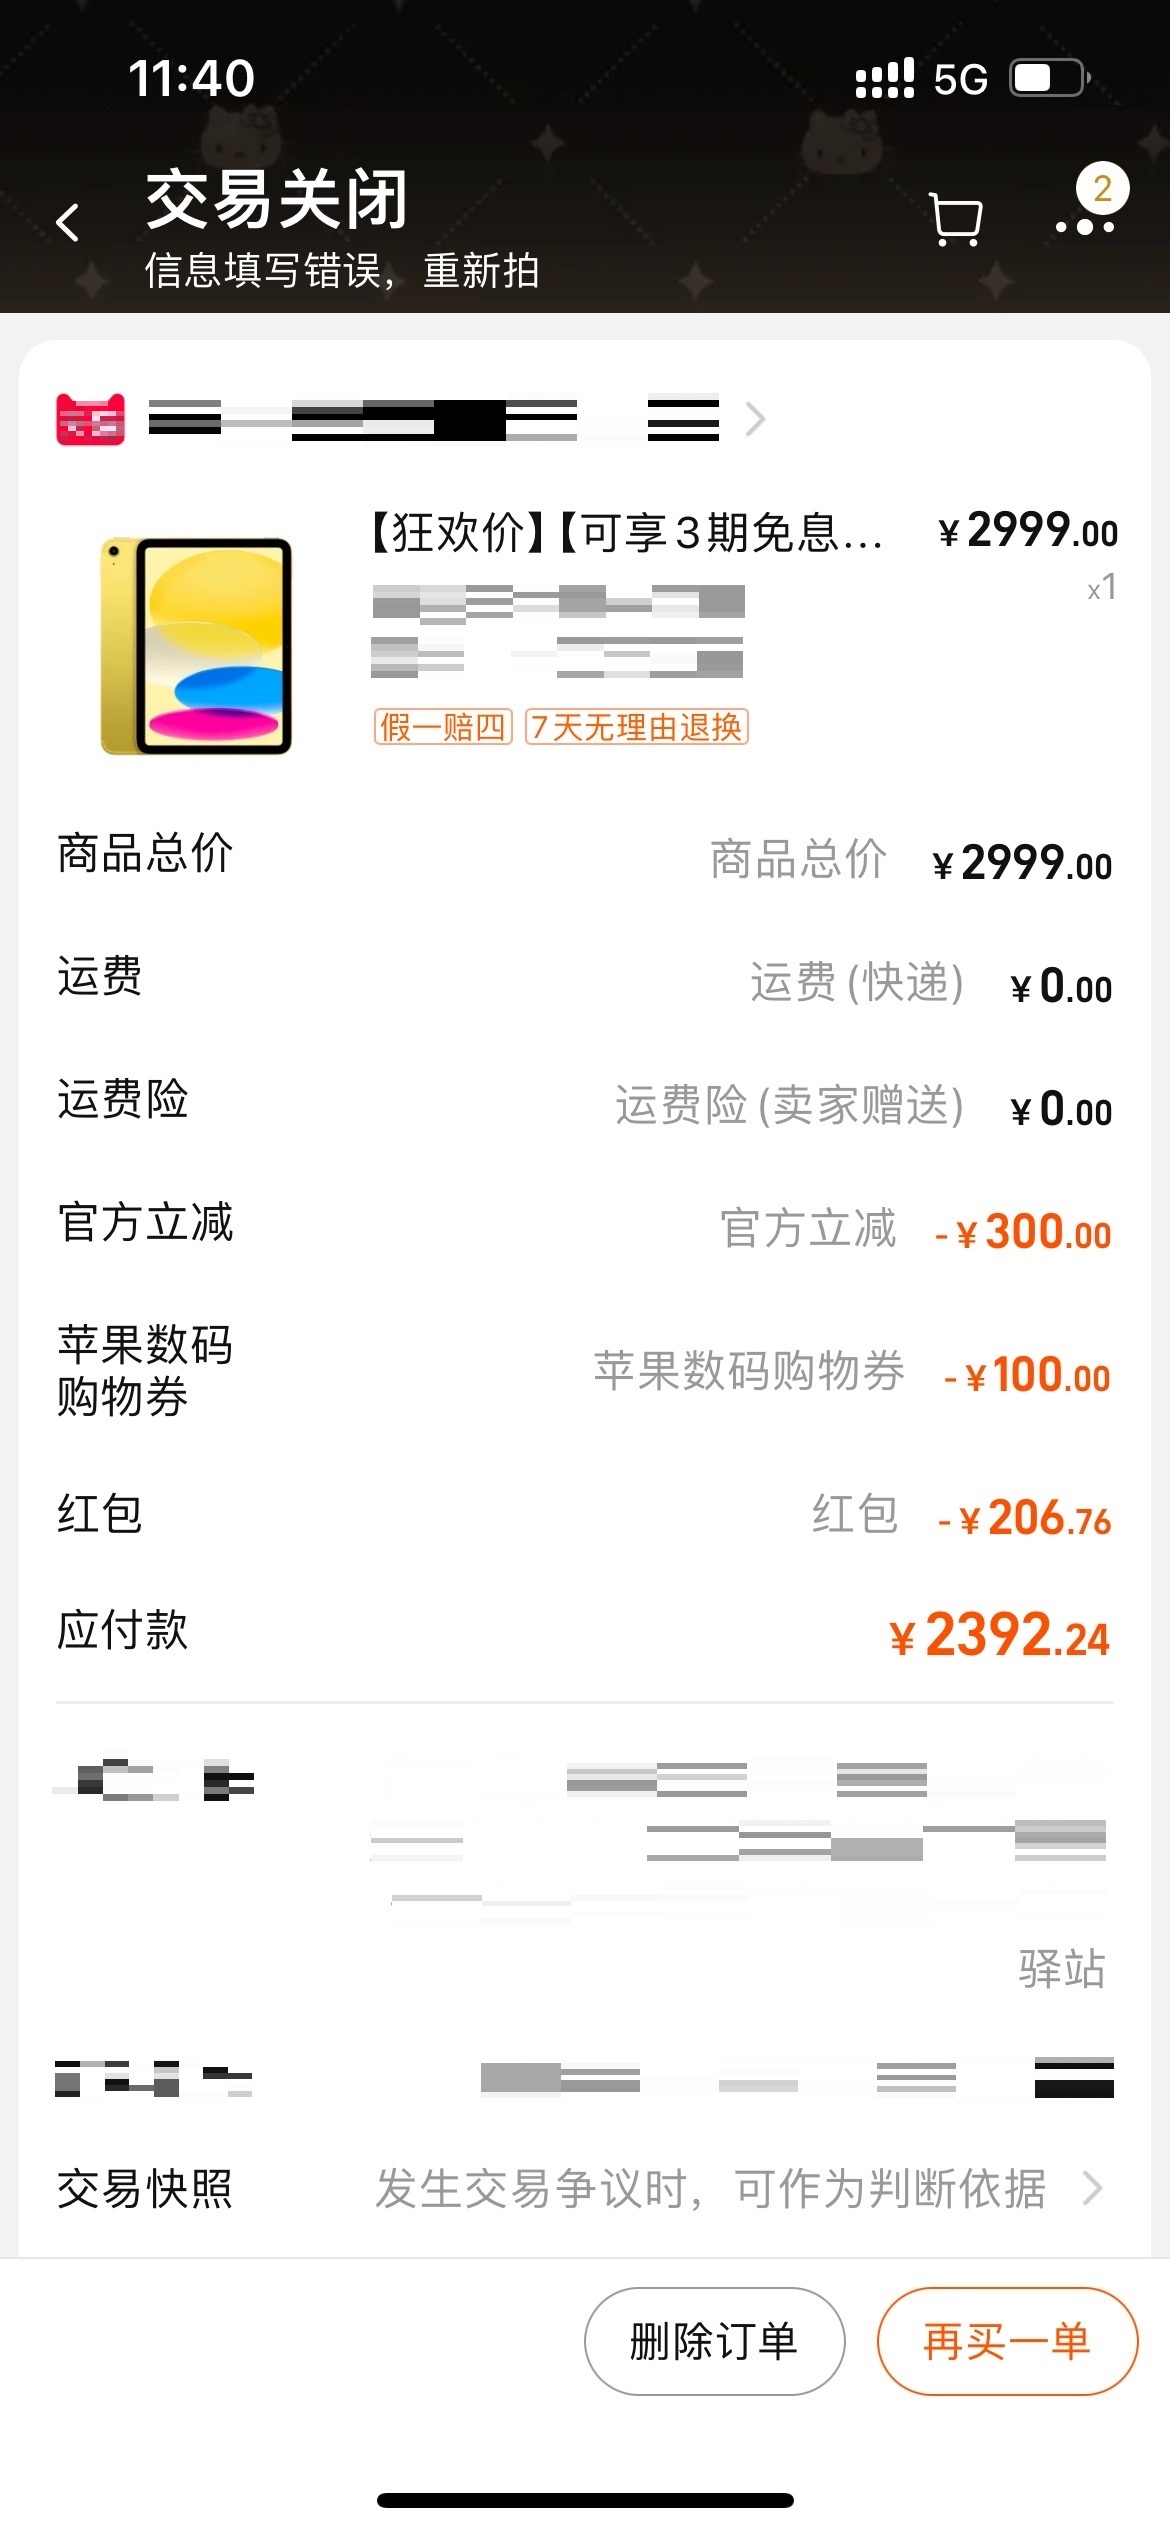 11:40
5G
交易关闭
2
信息填写错误，重新拍
【狂欢价】【可享3期免息... ¥2999.00
x1
假一赔四 7天无理由退换
商品总价 商品总价 ¥2999.00
运费 运费(快递) ¥0.00
运费险 运费险(卖家赠送) ¥0.00
官方立减 官方立减 -¥300.00
苹果数码
购物券 苹果数码购物券 -¥100.00
红包 红包 -¥206.76
应付款 ¥2392.24
驿站
交易快照 发生交易争议时，可作为判断依据
删除订单 再买一单